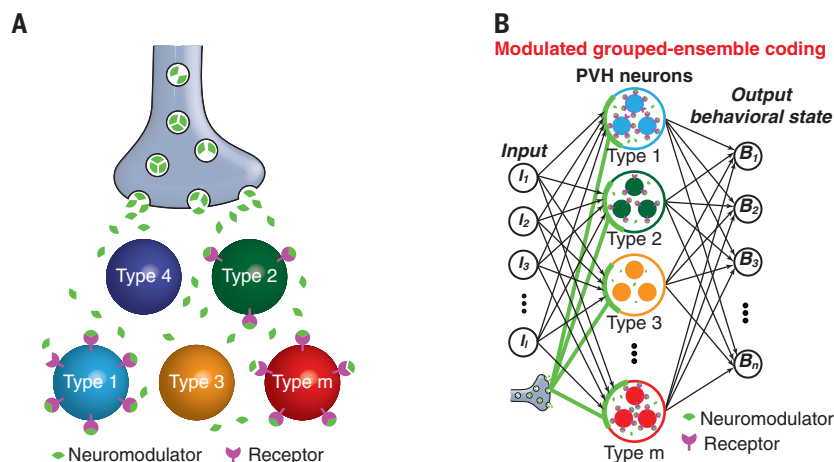 A
Type 4
Type 2
Type 1
Type 3
Type m
Neuromodulator
Receptor
B
Modulated grouped-ensemble coding
PVH neurons
Output
behavioral state
Input
Type 1
Type 2
Type 3
Type m
I1
I2
I3
Il
B1
B2
B3
Bn
Neuromodulator
Receptor